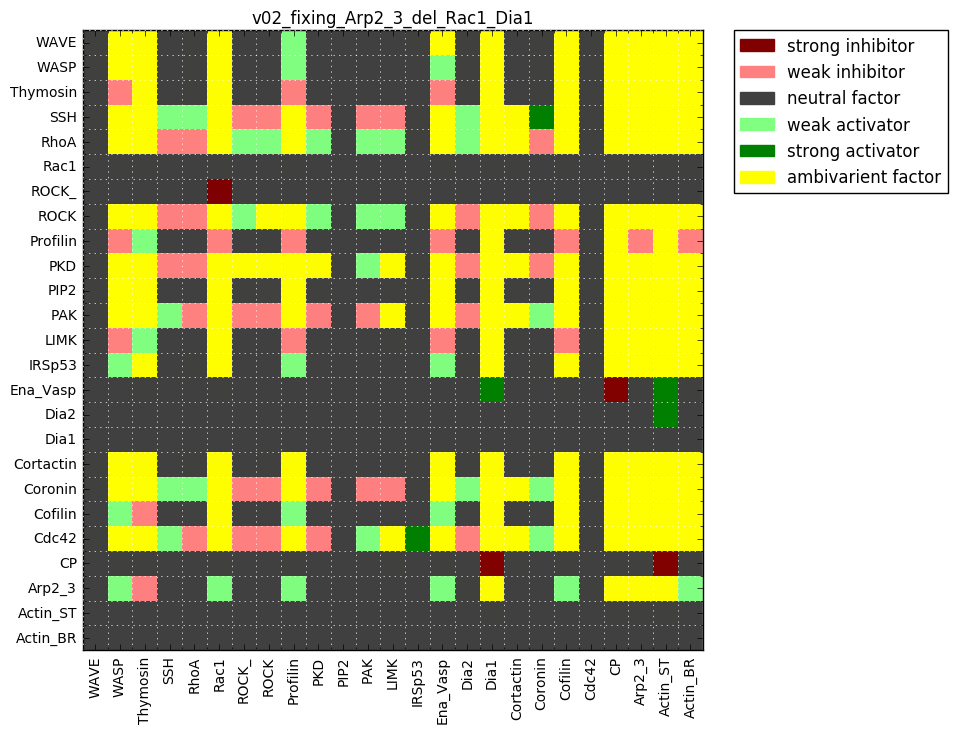 v02_fixing_Arp2_3_del_Rac1_Dia1
WAVE
WASP
Thymosin
SSH
RhoA
Rac1
ROCK_
ROCK
Profilin
PKD
PIP2
PAK
LIMK
IRSp53
Ena_Vasp
Dia2
Dia1
Cortactin
Coronin
Cofilin
Cdc42
CP
Arp2_3
Actin_ST
Actin_BR
WAVE
WASP
Thymosin
SSH
RhoA
Rac1
ROCK_
ROCK
Profilin
PKD
PIP2
PAK
LIMK
IRSp53
Ena_Vasp
Dia2
Dia1
Cortactin
Coronin
Cofilin
Cdc42
CP
Arp2_3
Actin_ST
Actin_BR
strong inhibitor
weak inhibitor
neutral factor
weak activator
strong activator
ambivarient factor